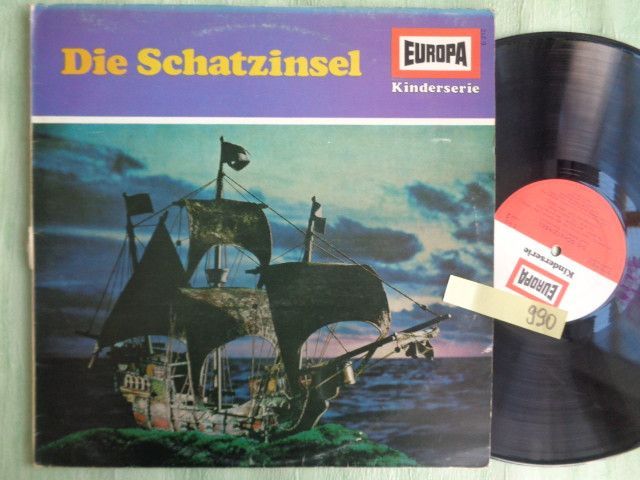 Die Schatzinsel
EUROPA
Kinderserie
Kinderserie
EUROPA
990